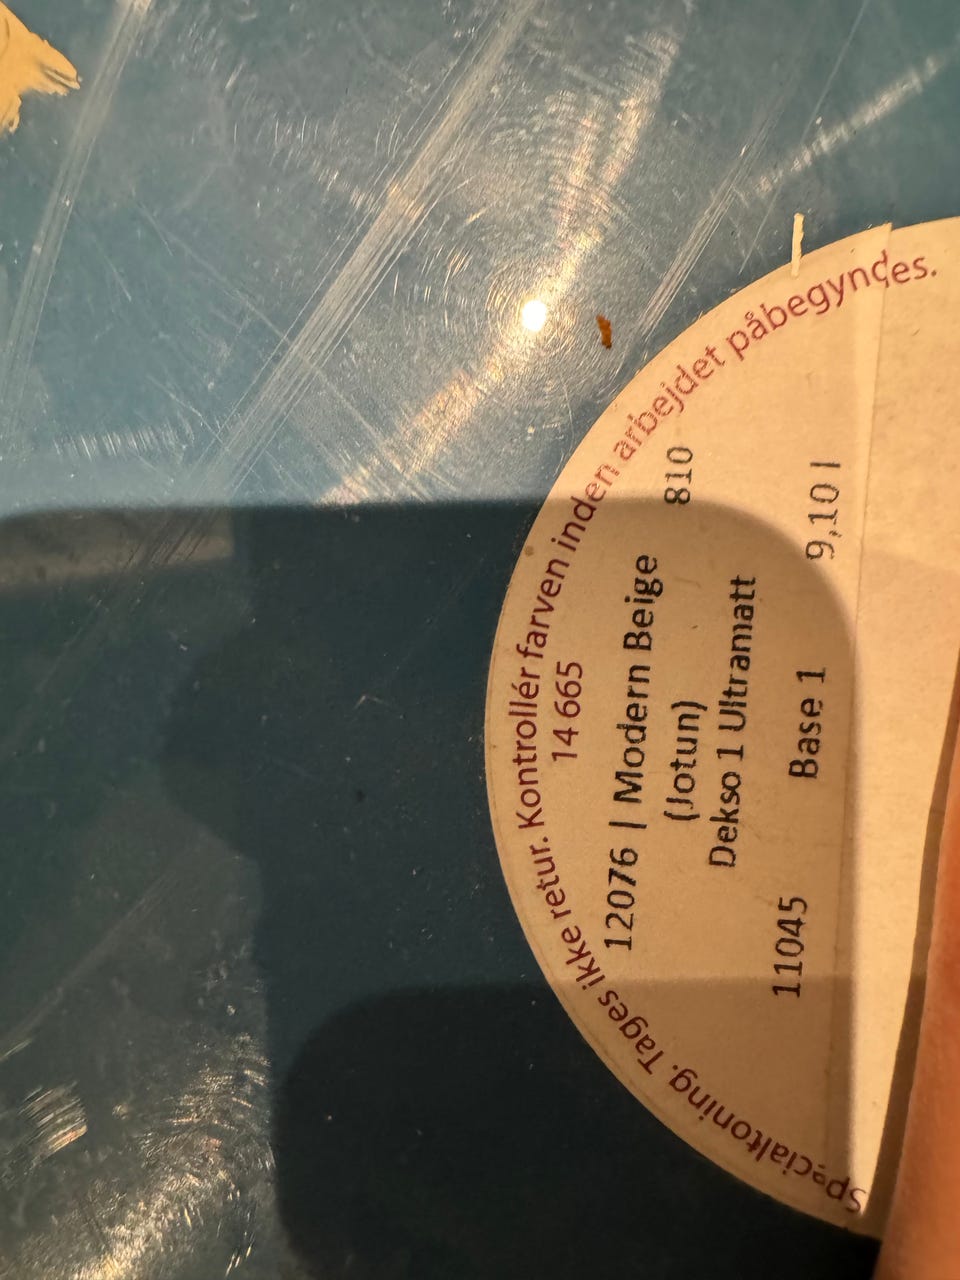 Specialtoning. Tages ikke retur. Kontrollér farven inden arbejdet påbegyndes.
14 665
12076 | Modern Beige
(Jotun) 810
Dekso 1 Ultramatt
11045 Base 1 9,10 l